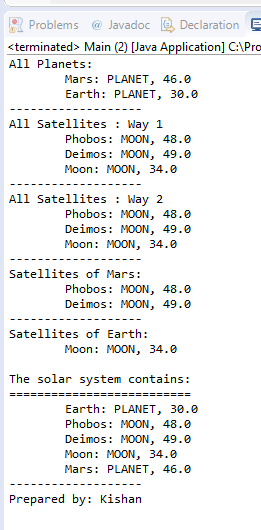 Problems @ Javadoc Declaration
<terminated> Main (2) [Java Application] C:\Pro
All Planets:
Mars: PLANET, 46.0
Earth: PLANET, 30.0
-------------------
All Satellites : Way 1
Phobos: MOON, 48.0
Deimos: MOON, 49.0
Moon: MOON, 34.0
-------------------
All Satellites : Way 2
Phobos: MOON, 48.0
Deimos: MOON, 49.0
Moon: MOON, 34.0
-------------------
Satellites of Mars:
Phobos: MOON, 48.0
Deimos: MOON, 49.0
-------------------
Satellites of Earth:
Moon: MOON, 34.0
The solar system contains:
==========================
Earth: PLANET, 30.0
Phobos: MOON, 48.0
Deimos: MOON, 49.0
Moon: MOON, 34.0
Mars: PLANET, 46.0
-------------------
Prepared by: Kishan